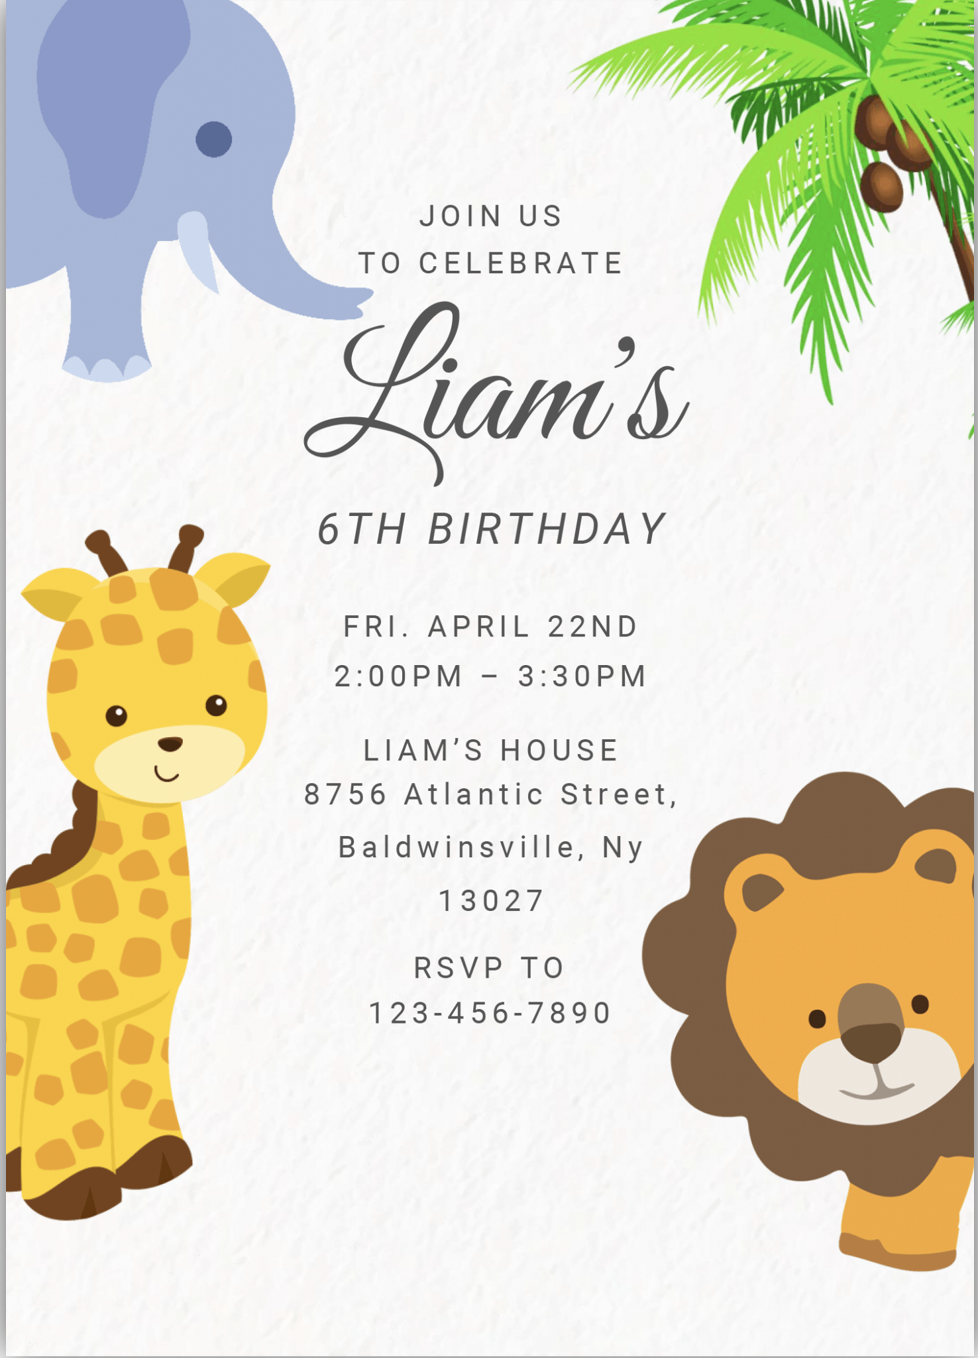 JOIN US
TO CELEBRATE
Liam's
6TH BIRTHDAY
FRI. APRIL 22ND
2:00PM – 3:30PM
LIAM’S HOUSE
8756 Atlantic Street,
Baldwinsville, Ny
13027
RSVP TO
123-456-7890